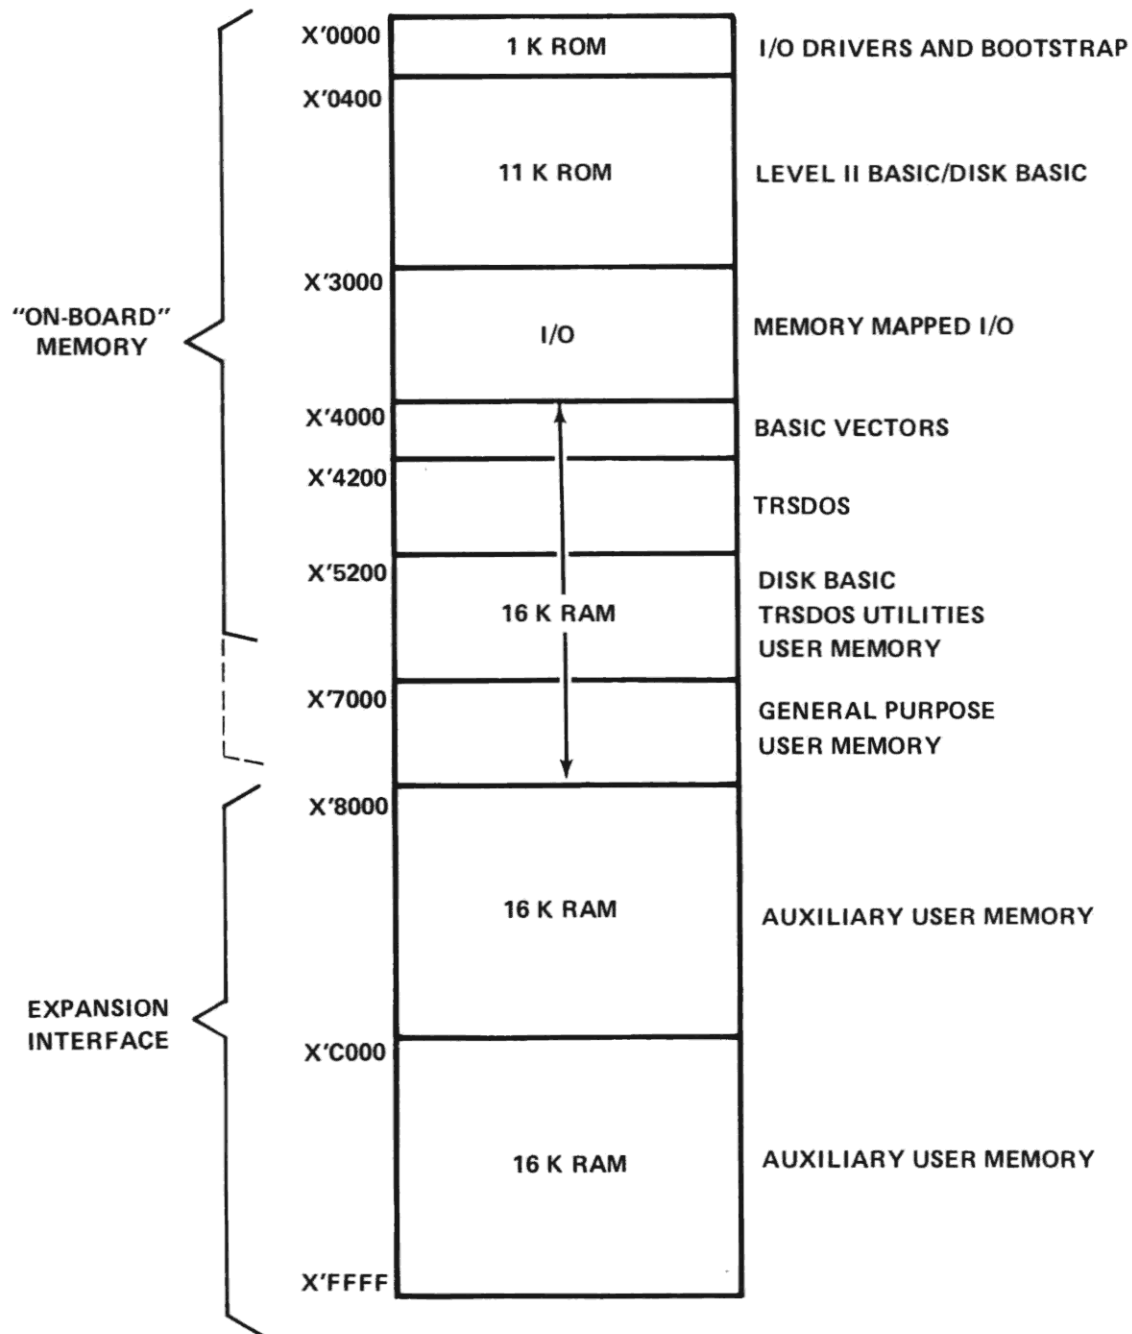 X'0000
1 K ROM
I/O DRIVERS AND BOOTSTRAP
X'0400
11 K ROM
LEVEL II BASIC/DISK BASIC
X'3000
"ON-BOARD"
MEMORY
I/O
MEMORY MAPPED I/O
X'4000
BASIC VECTORS
X'4200
TRSDOS
X'5200
16 K RAM
DISK BASIC
TRSDOS UTILITIES
USER MEMORY
X'7000
GENERAL PURPOSE
USER MEMORY
X'8000
16 K RAM
AUXILIARY USER MEMORY
EXPANSION
INTERFACE
X'C000
16 K RAM
AUXILIARY USER MEMORY
X'FFFF